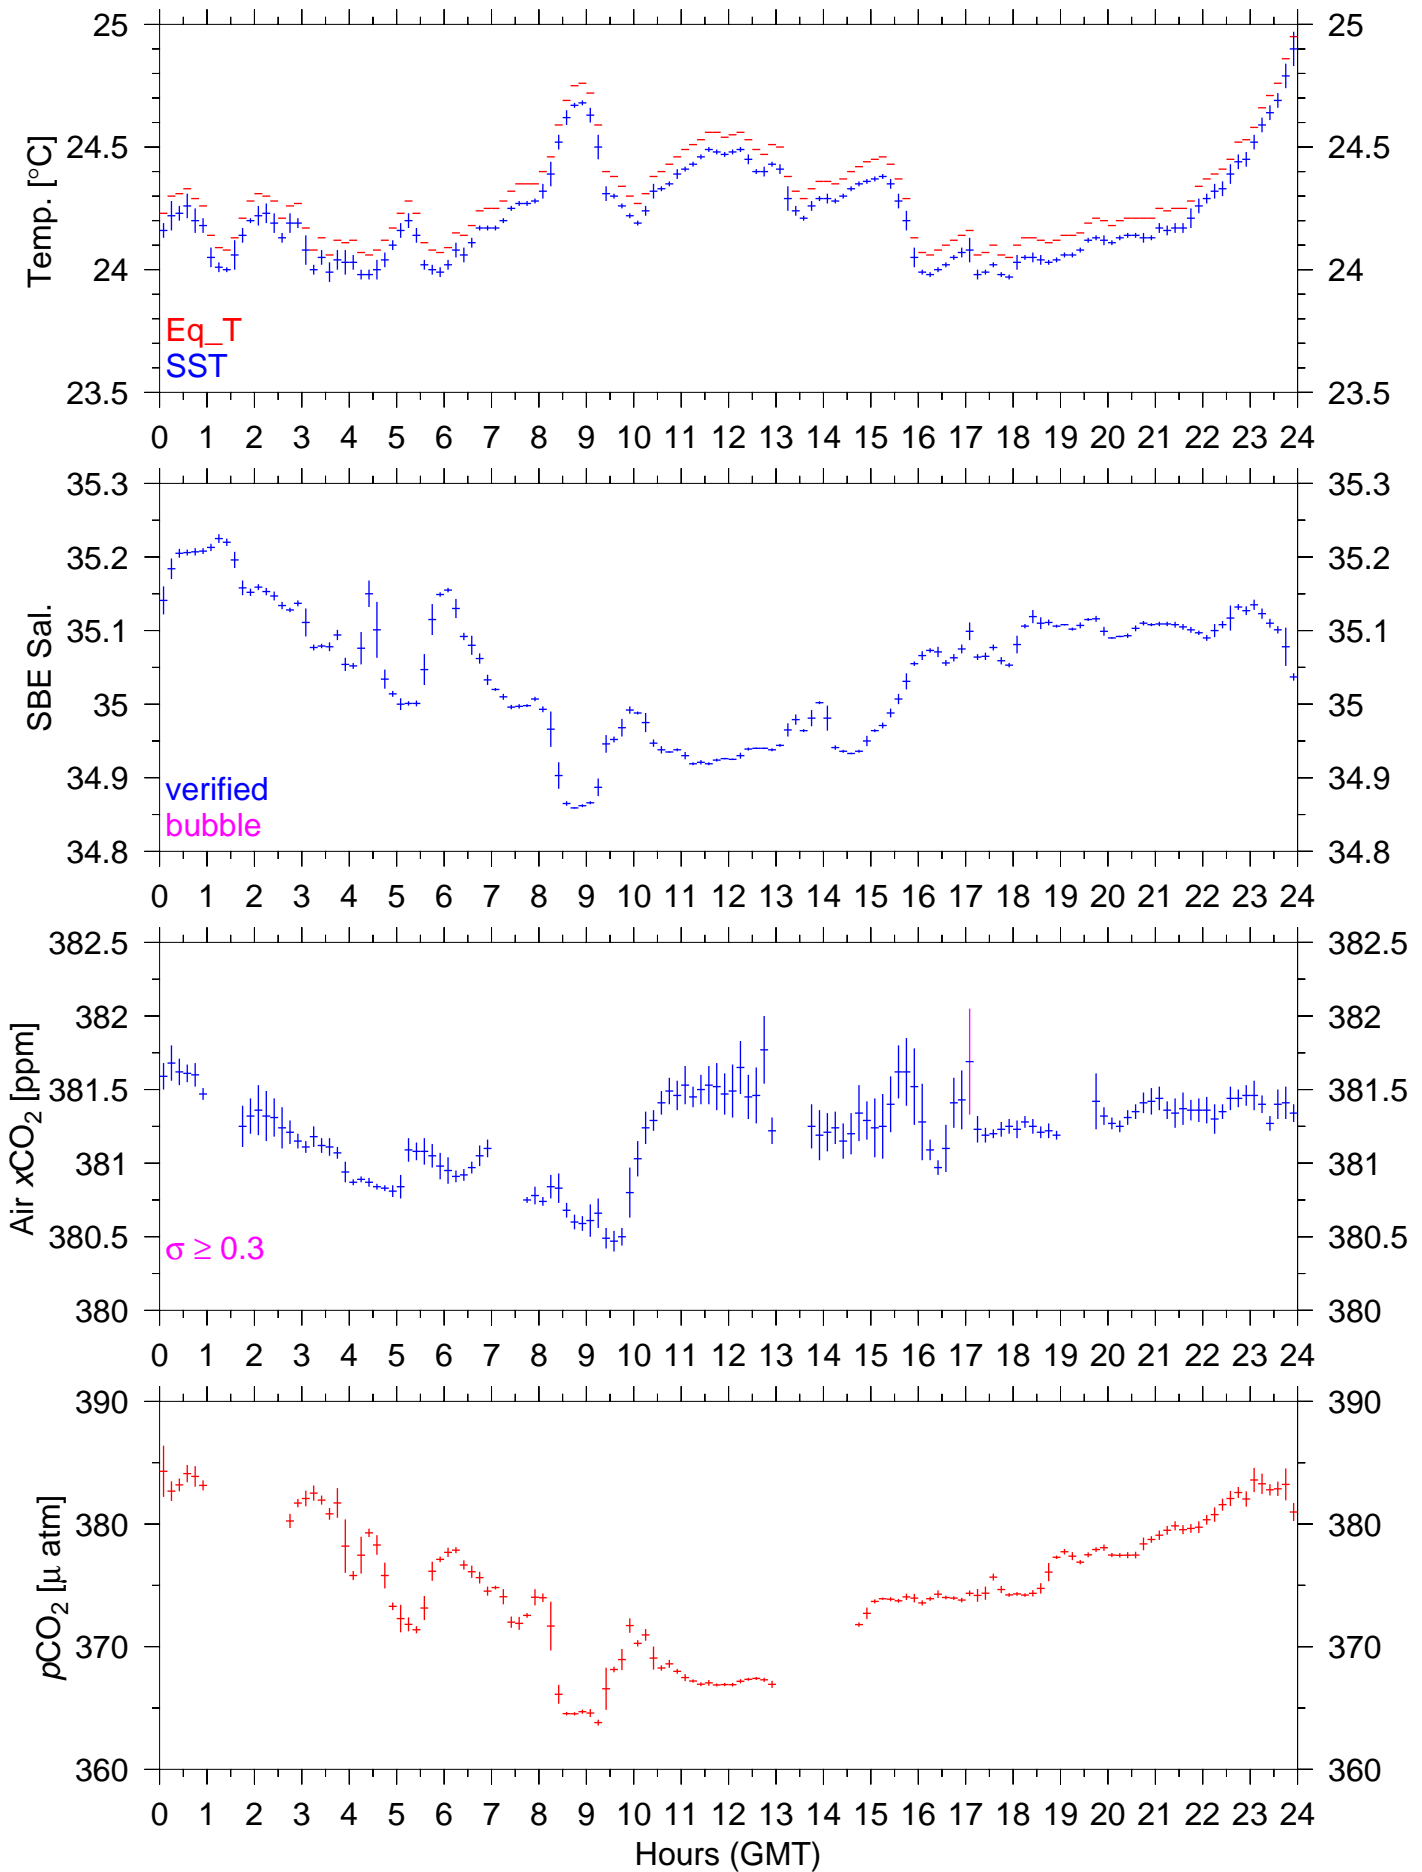 25 25
24.5 24.5
24 24
23.5 23.5
Temp. [°C]
Eq_T
SST
0 1 2 3 4 5 6 7 8 9 10 11 12 13 14 15 16 17 18 19 20 21 22 23 24
35.3 35.3
35.2 35.2
35.1 35.1
35 35
34.9 34.9
34.8 34.8
SBE Sal.
verified
bubble
0 1 2 3 4 5 6 7 8 9 10 11 12 13 14 15 16 17 18 19 20 21 22 23 24
382.5 382.5
382 382
381.5 381.5
381 381
380.5 380.5
380 380
Air xCO₂ [ppm]
σ ≥ 0.3
0 1 2 3 4 5 6 7 8 9 10 11 12 13 14 15 16 17 18 19 20 21 22 23 24
390 390
380 380
370 370
360 360
pCO₂ [μ atm]
0 1 2 3 4 5 6 7 8 9 10 11 12 13 14 15 16 17 18 19 20 21 22 23 24
Hours (GMT)